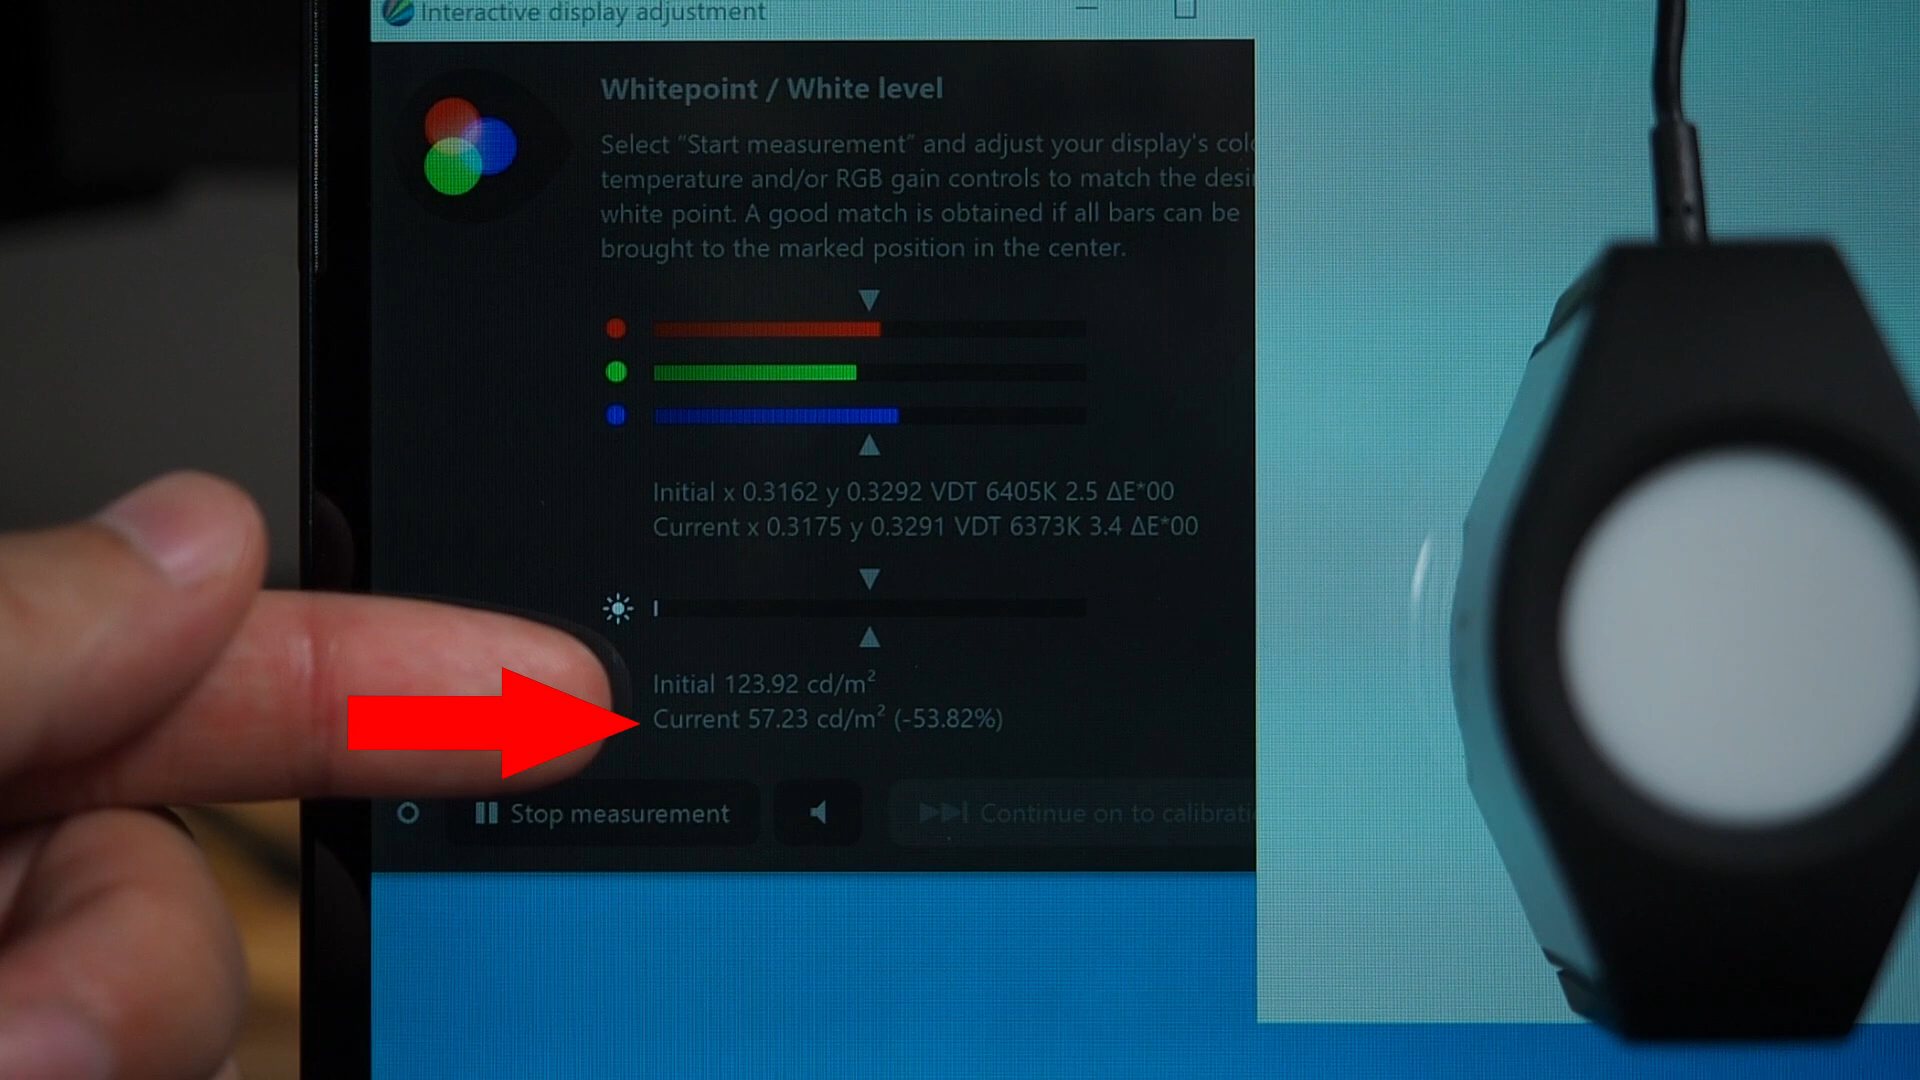 Interactive display adjustment
Whitepoint / White level
Select “Start measurement” and adjust your display's
temperature and/or RGB gain controls to match the
white point. A good match is obtained if all bars can be
brought to the marked position in the center.
Initial x 0.3162 y 0.3292 VDT 6405K 2.5 ΔE*00
Current x 0.3175 y 0.3291 VDT 6373K 3.4 ΔE*00
Initial 123.92 cd/m²
Current 57.23 cd/m² (-53.82%)
Stop measurement
Continue on to